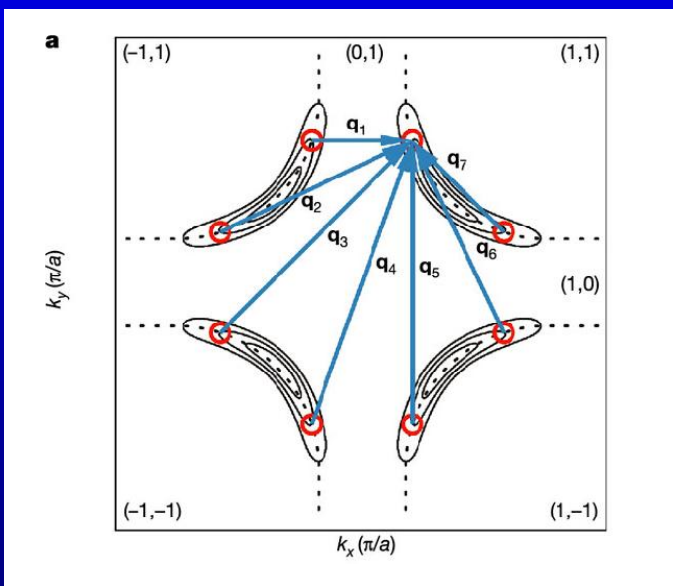 a
(–1,1) (0,1) (1,1)
q1
q7
q2
q3
q6
q4 q5
(1,0)
ky (π/a)
(–1,–1) (1,–1)
kx (π/a)